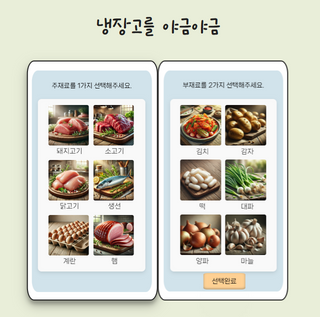 냉장고를 야금야금
주재료를 1가지 선택해주세요.
돼지고기 소고기
닭고기 생선
계란 햄
부재료를 2가지 선택해주세요.
김치 감자
떡 대파
양파 마늘
선택완료